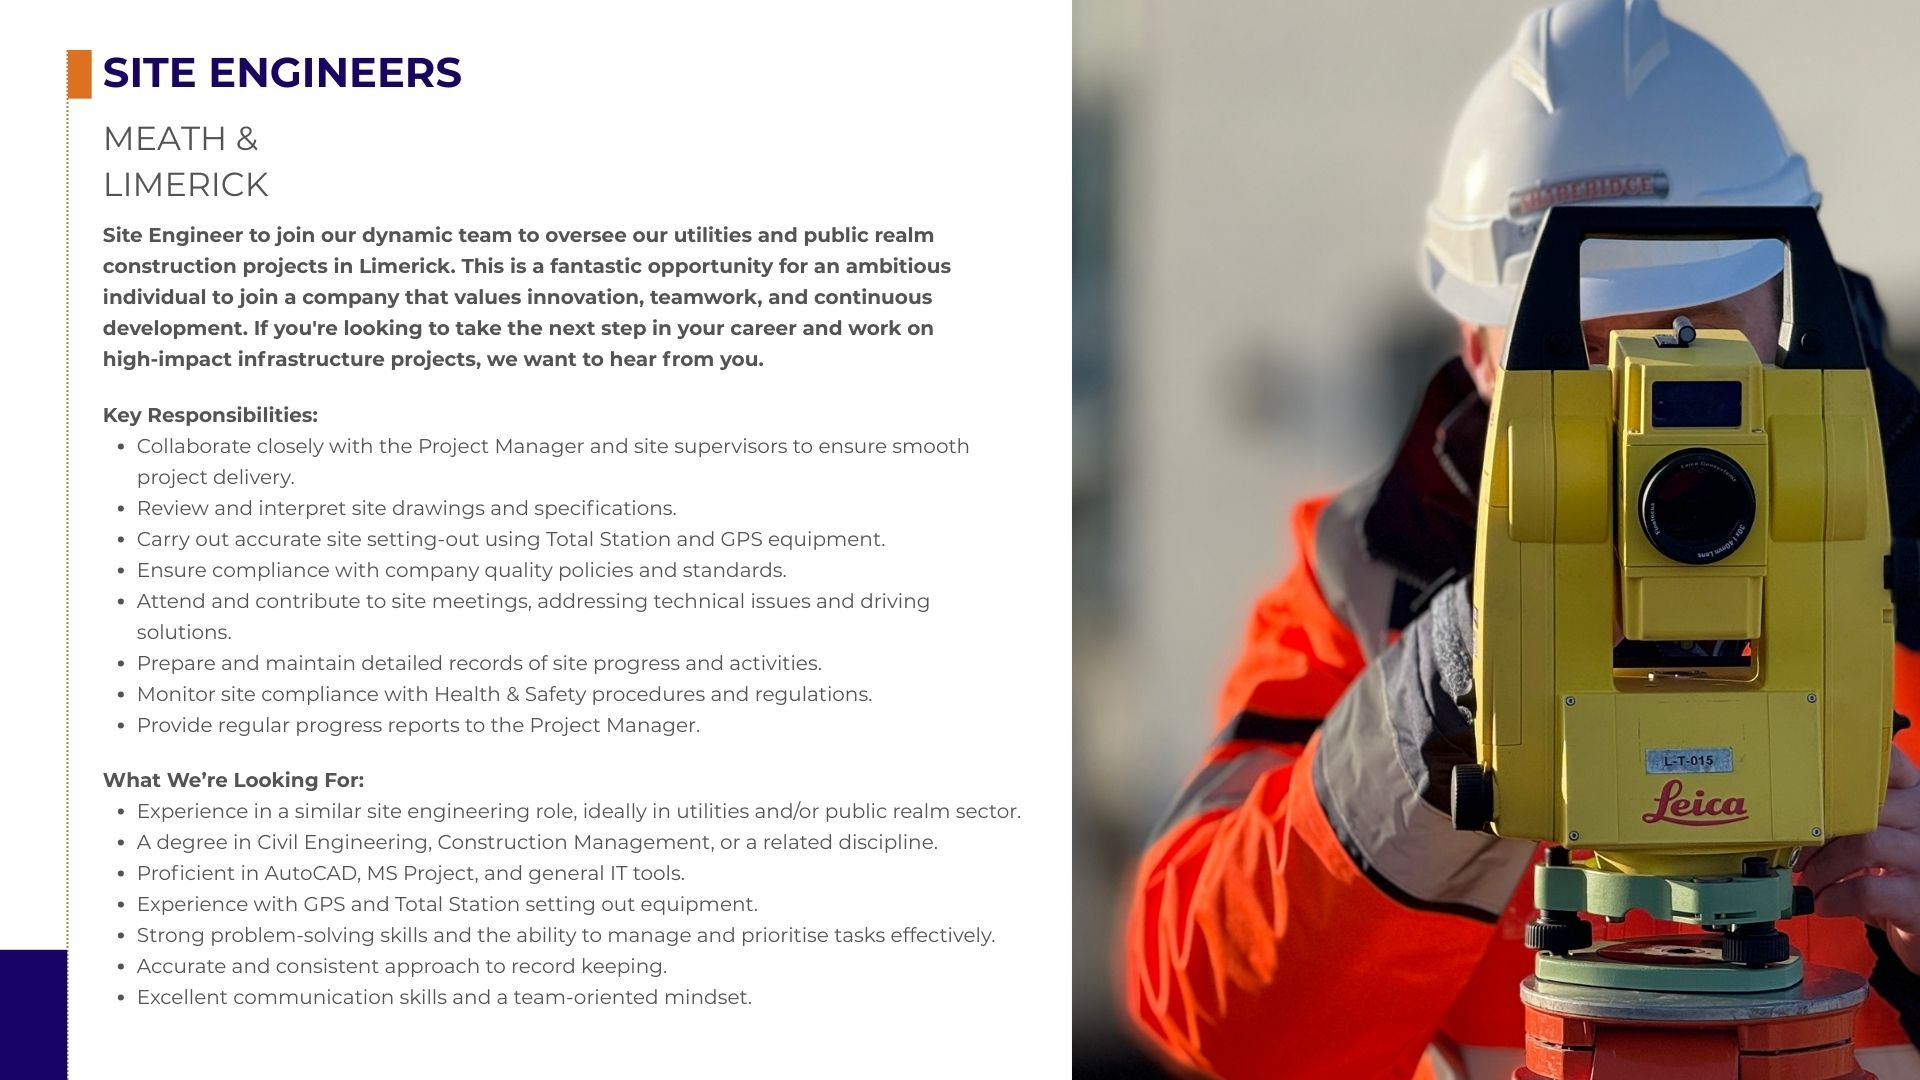 SITE ENGINEERS
MEATH &
LIMERICK
Site Engineer to join our dynamic team to oversee our utilities and public realm
construction projects in Limerick. This is a fantastic opportunity for an ambitious
individual to join a company that values innovation, teamwork, and continuous
development. If you're looking to take the next step in your career and work on
high-impact infrastructure projects, we want to hear from you.
Key Responsibilities:
• Collaborate closely with the Project Manager and site supervisors to ensure smooth
project delivery.
• Review and interpret site drawings and specifications.
• Carry out accurate site setting-out using Total Station and GPS equipment.
• Ensure compliance with company quality policies and standards.
• Attend and contribute to site meetings, addressing technical issues and driving
solutions.
• Prepare and maintain detailed records of site progress and activities.
• Monitor site compliance with Health & Safety procedures and regulations.
• Provide regular progress reports to the Project Manager.
What We’re Looking For:
• Experience in a similar site engineering role, ideally in utilities and/or public realm sector.
• A degree in Civil Engineering, Construction Management, or a related discipline.
• Proficient in AutoCAD, MS Project, and general IT tools.
• Experience with GPS and Total Station setting out equipment.
• Strong problem-solving skills and the ability to manage and prioritise tasks effectively.
• Accurate and consistent approach to record keeping.
• Excellent communication skills and a team-oriented mindset.
SHARERIDGE
Leica Geosystems
30x / 40mm Lens
L-T-015
Leica